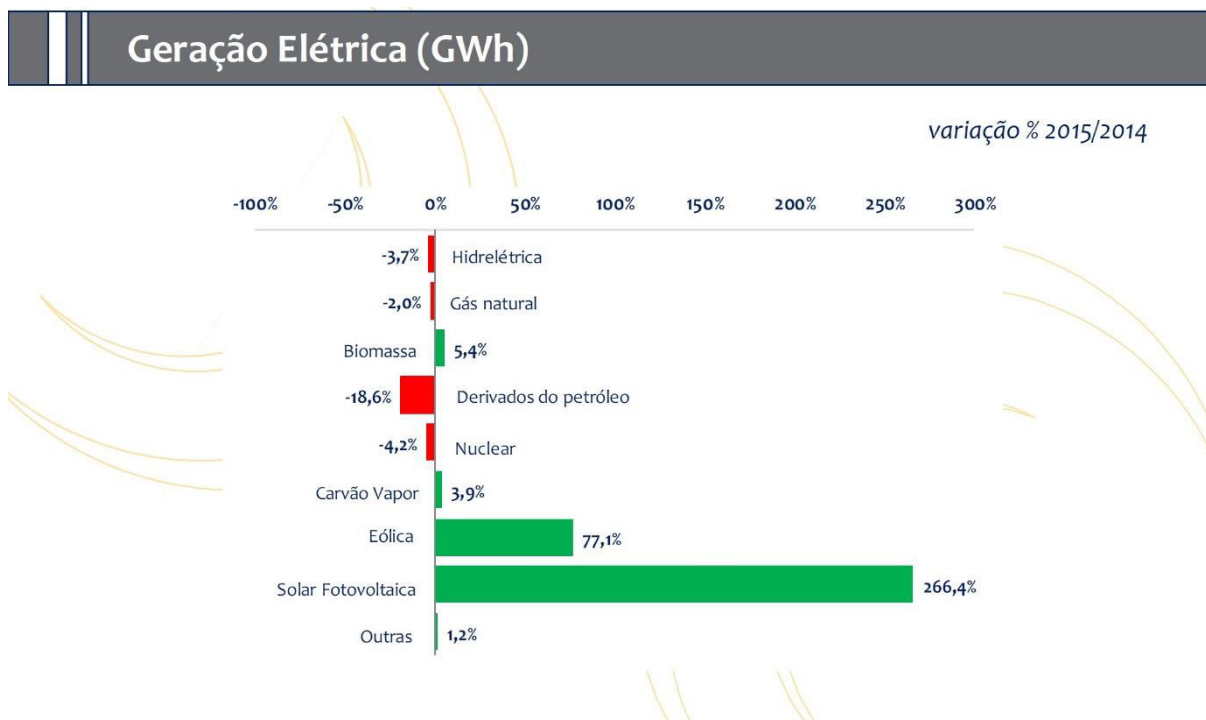 Geração Elétrica (GWh)
variação % 2015/2014
-100% -50% 0% 50% 100% 150% 200% 250% 300%
-3,7% Hidrelétrica
-2,0% Gás natural
Biomassa 5,4%
-18,6% Derivados do petróleo
-4,2% Nuclear
Carvão Vapor 3,9%
Eólica 77,1%
Solar Fotovoltaica 266,4%
Outras 1,2%